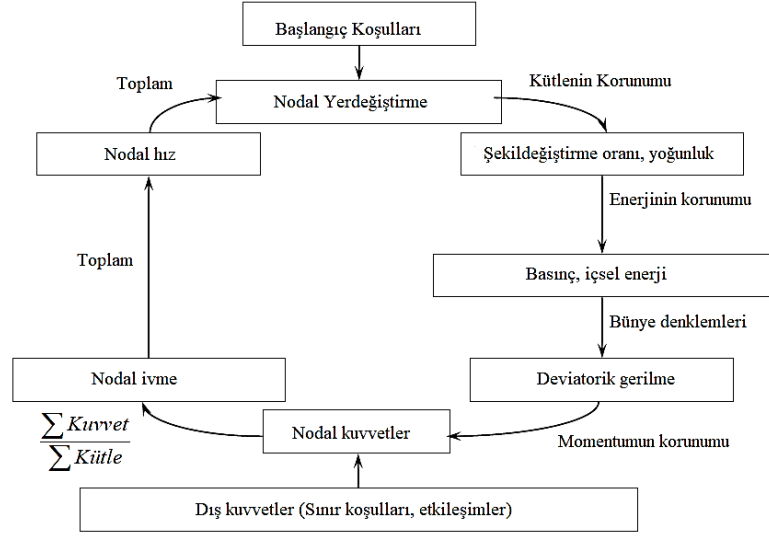 Başlangıç Koşulları
Toplam
Kütlenin Korunumu
Nodal Yerdeğiştirme
Nodal hız
Şekildeğiştirme oranı, yoğunluk
Enerjinin korunumu
Toplam
Basınç, içsel enerji
Bünye denklemleri
Nodal ivme
Deviatorik gerilme
∑ Kuvvet
∑ Kütle
Nodal kuvvetler
Momentumun korunumu
Dış kuvvetler (Sınır koşulları, etkileşimler)